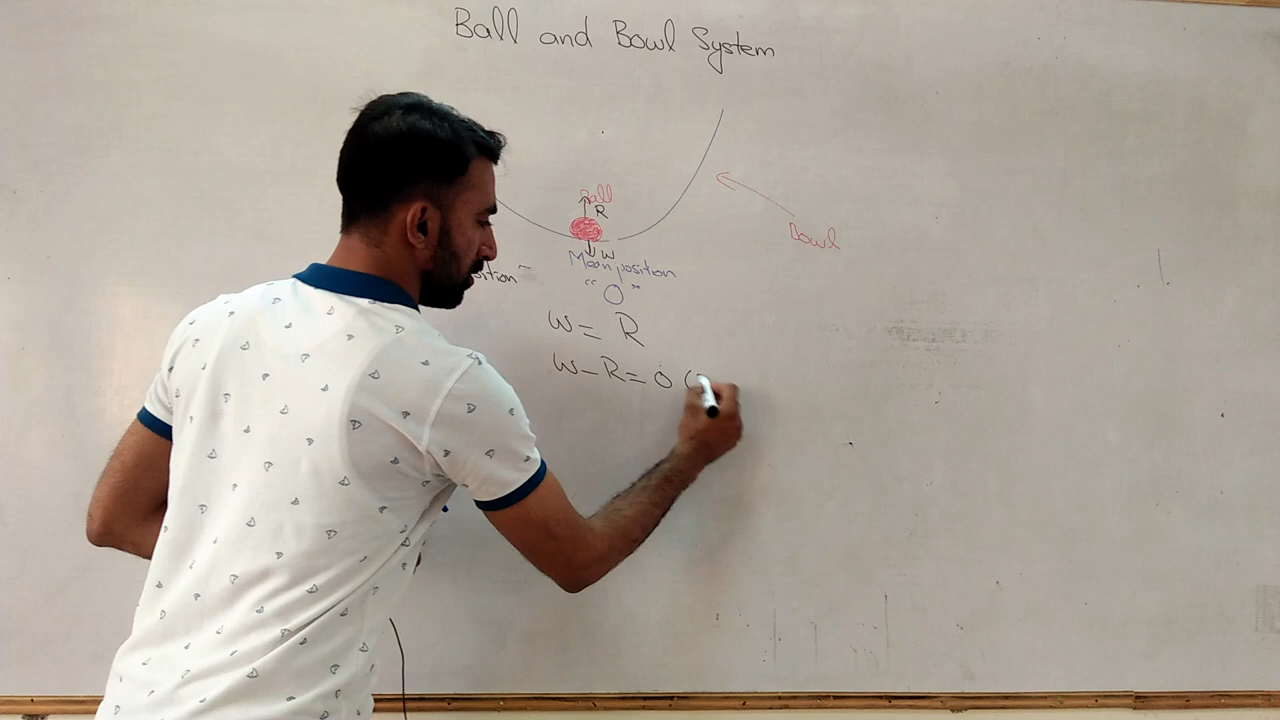 Ball and Bowl System
Ball
R
Bowl
W
Mean position
"O"
W = R
W - R = 0 (